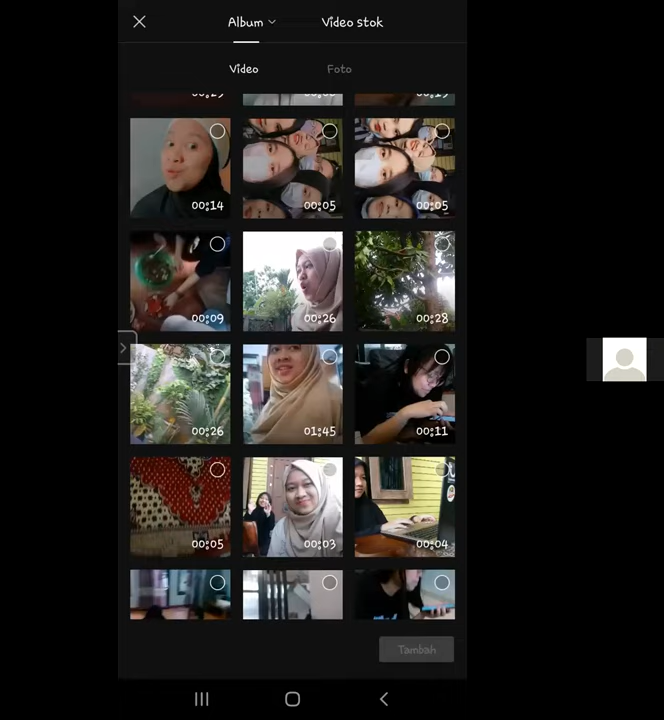 Album Video stok
Video Foto
00:14 00:05 00:05
00:09 00:26 00:28
00:26 01:45 00:11
00:05 00:03 00:04
Tambah